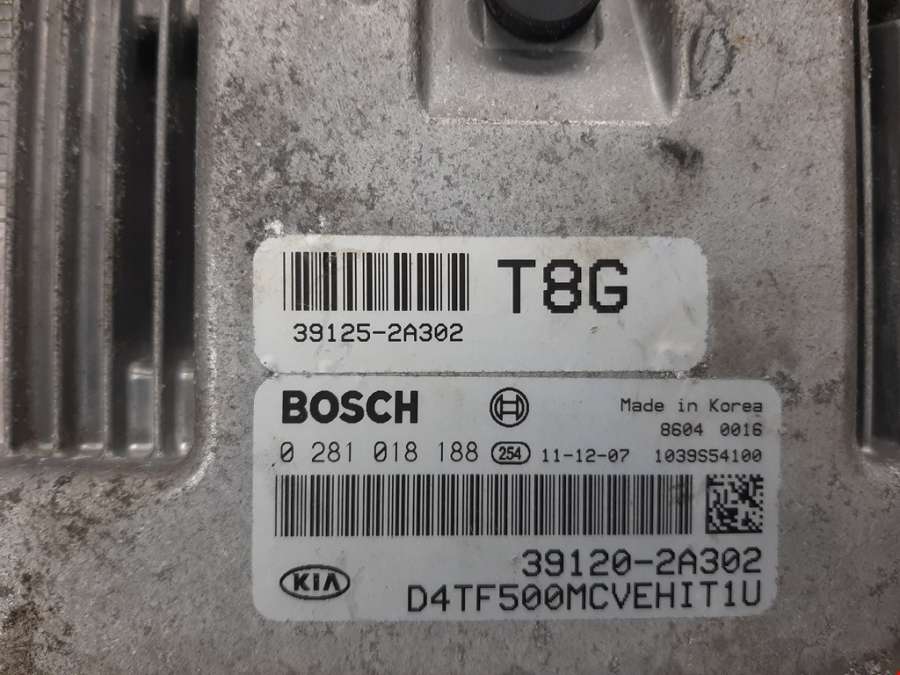 T8G
39125-2A302
BOSCH
Made in Korea
8604 0016
0 281 018 188 254 11-12-07 1039S54100
39120-2A302
KIA
D4TF500MCVEHIT1U